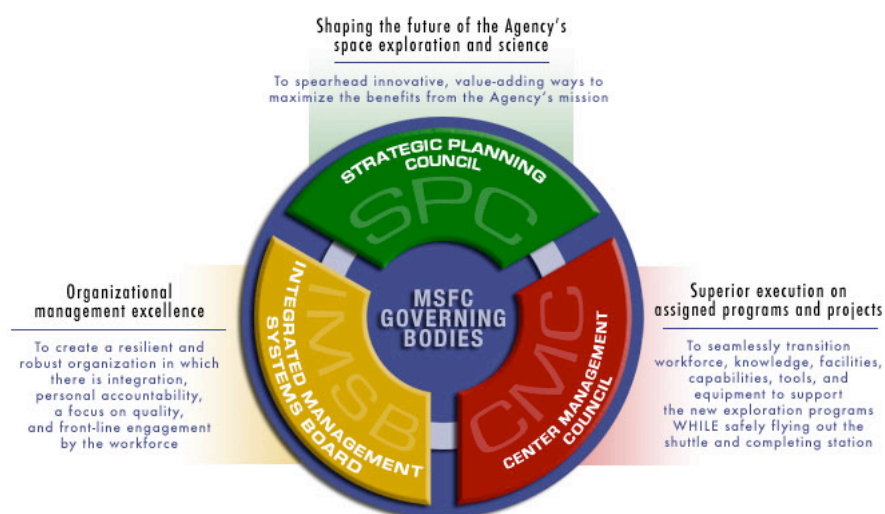 Shaping the future of the Agency's
space exploration and science
To spearhead innovative, value-adding ways to
maximize the benefits from the Agency's mission
STRATEGIC PLANNING
COUNCIL
SPC
Organizational
management excellence
To create a resilient and
robust organization in which
there is integration,
personal accountability,
a focus on quality,
and front-line engagement
by the workforce
INTEGRATED MANAGEMENT
SYSTEMS BOARD
IMSB
MSFC
GOVERNING
BODIES
CMC
CENTER MANAGEMENT
COUNCIL
Superior execution on
assigned programs and projects
To seamlessly transition
workforce, knowledge, facilities,
capabilities, tools, and
equipment to support
the new exploration programs
WHILE safely flying out the
shuttle and completing station